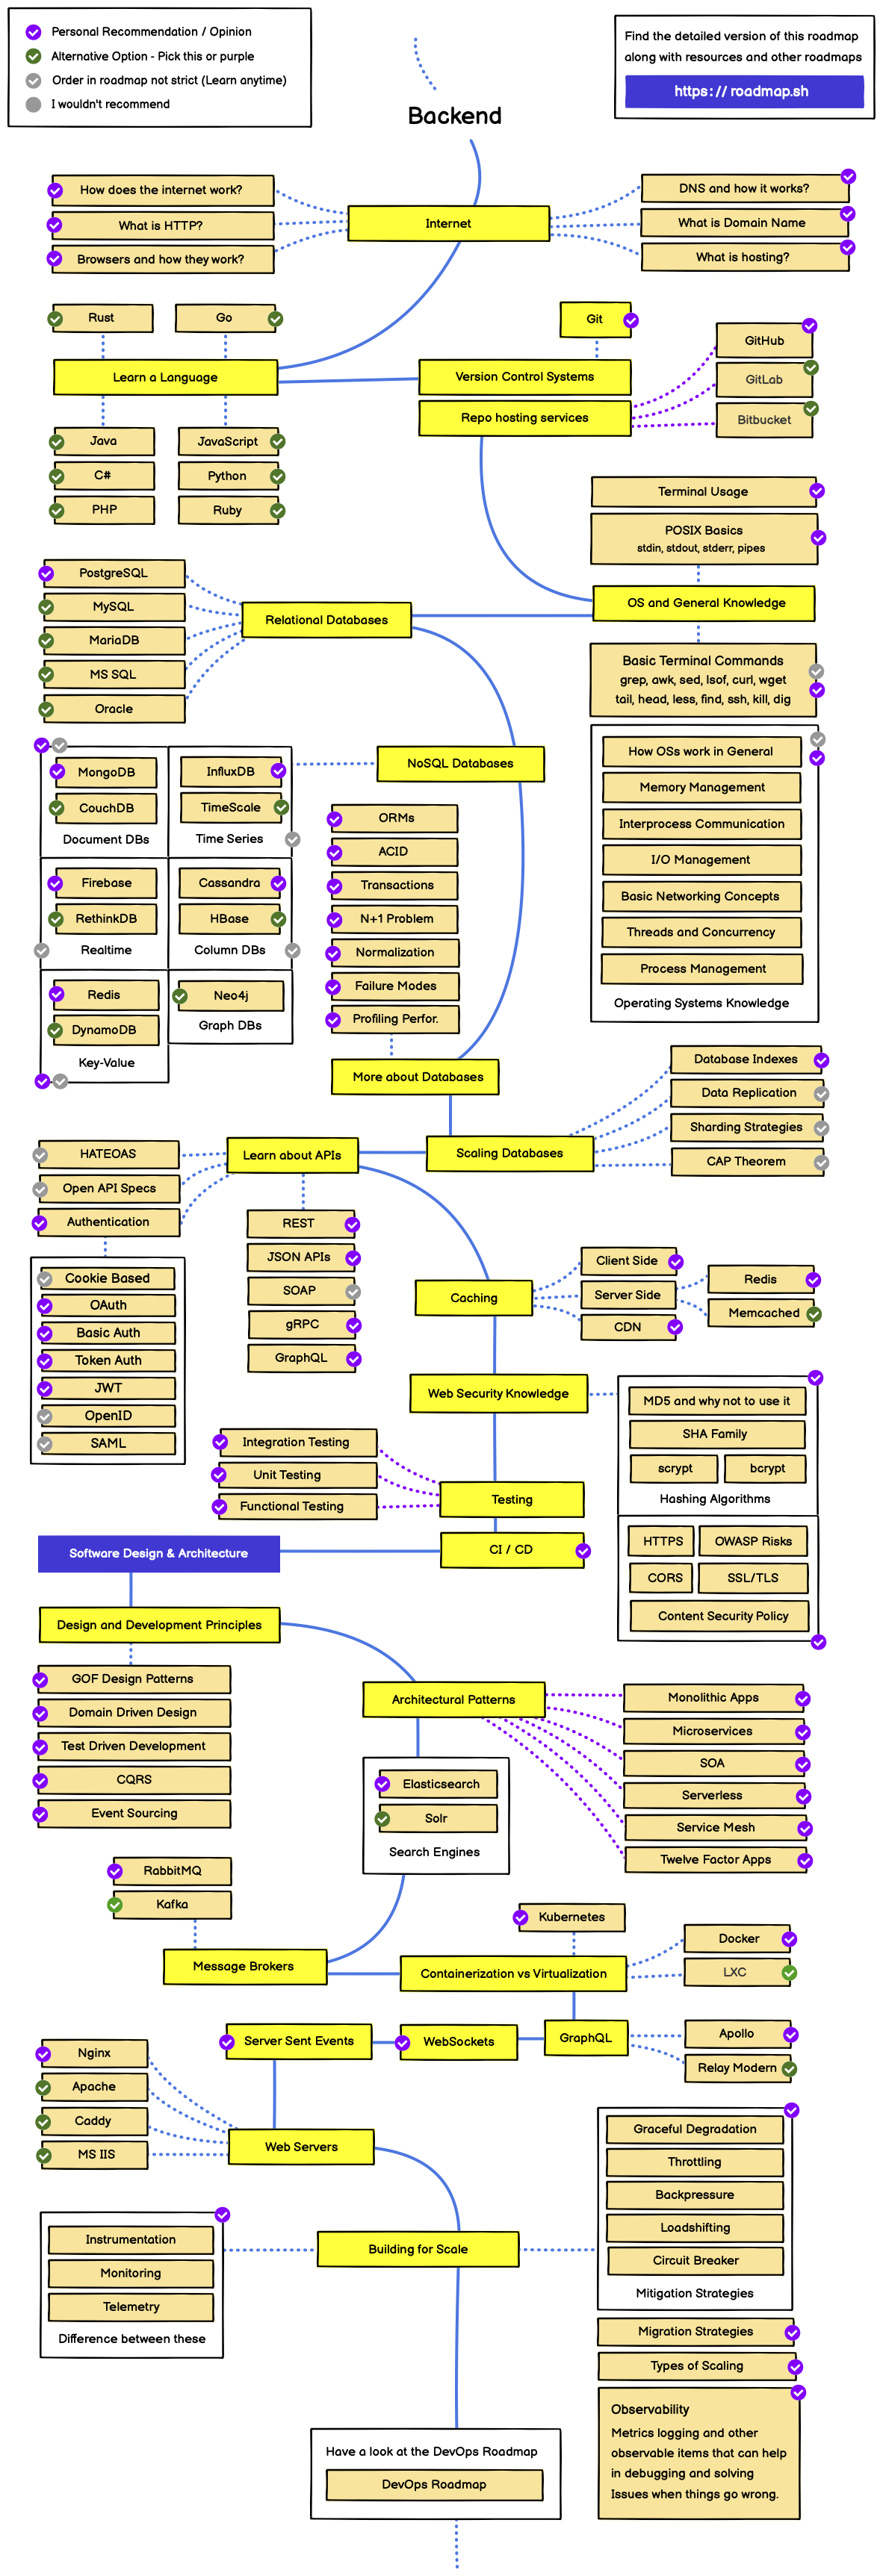 Personal Recommendation / Opinion
Alternative Option - Pick this or purple
Order in roadmap not strict (Learn anytime)
I wouldn't recommend
Find the detailed version of this roadmap
along with resources and other roadmaps
https://roadmap.sh
Backend
How does the internet work?
What is HTTP?
Browsers and how they work?
Internet
DNS and how it works?
What is Domain Name
What is hosting?
Rust
Go
Learn a Language
Java
JavaScript
C#
Python
PHP
Ruby
Git
Version Control Systems
Repo hosting services
GitHub
GitLab
Bitbucket
Terminal Usage
POSIX Basics
stdin, stdout, stderr, pipes
OS and General Knowledge
Basic Terminal Commands
grep, awk, sed, lsof, curl, wget
tail, head, less, find, ssh, kill, dig
How OSs work in General
Memory Management
Interprocess Communication
I/O Management
Basic Networking Concepts
Threads and Concurrency
Process Management
Operating Systems Knowledge
PostgreSQL
MySQL
MariaDB
MS SQL
Oracle
Relational Databases
NoSQL Databases
MongoDB
CouchDB
Document DBs
InfluxDB
TimeScale
Time Series
Firebase
RethinkDB
Realtime
Cassandra
HBase
Column DBs
Redis
DynamoDB
Key-Value
Neo4j
Graph DBs
ORMs
ACID
Transactions
N+1 Problem
Normalization
Failure Modes
Profiling Perfor.
More about Databases
Scaling Databases
Database Indexes
Data Replication
Sharding Strategies
CAP Theorem
Learn about APIs
HATEOAS
Open API Specs
Authentication
Cookie Based
OAuth
Basic Auth
Token Auth
JWT
OpenID
SAML
REST
JSON APIs
SOAP
gRPC
GraphQL
Caching
Client Side
Server Side
CDN
Redis
Memcached
Web Security Knowledge
MD5 and why not to use it
SHA Family
scrypt
bcrypt
Hashing Algorithms
HTTPS
OWASP Risks
CORS
SSL/TLS
Content Security Policy
Integration Testing
Unit Testing
Functional Testing
Testing
CI / CD
Software Design & Architecture
Design and Development Principles
GOF Design Patterns
Domain Driven Design
Test Driven Development
CQRS
Event Sourcing
Architectural Patterns
Monolithic Apps
Microservices
SOA
Serverless
Service Mesh
Twelve Factor Apps
Elasticsearch
Solr
Search Engines
RabbitMQ
Kafka
Message Brokers
Kubernetes
Containerization vs Virtualization
Docker
LXC
Server Sent Events
WebSockets
GraphQL
Apollo
Relay Modern
Nginx
Apache
Caddy
MS IIS
Web Servers
Graceful Degradation
Throttling
Backpressure
Loadshifting
Circuit Breaker
Mitigation Strategies
Instrumentation
Monitoring
Telemetry
Difference between these
Building for Scale
Migration Strategies
Types of Scaling
Observability
Metrics logging and other
observable items that can help
in debugging and solving
Issues when things go wrong.
Have a look at the DevOps Roadmap
DevOps Roadmap